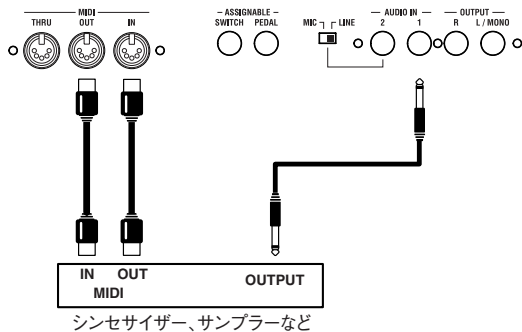 MIDI
THRU OUT IN
ASSIGNABLE
SWITCH PEDAL
MIC LINE
AUDIO IN
2 1
OUTPUT
R L / MONO
IN OUT
MIDI
OUTPUT
シンセサイザー、サンプラーなど